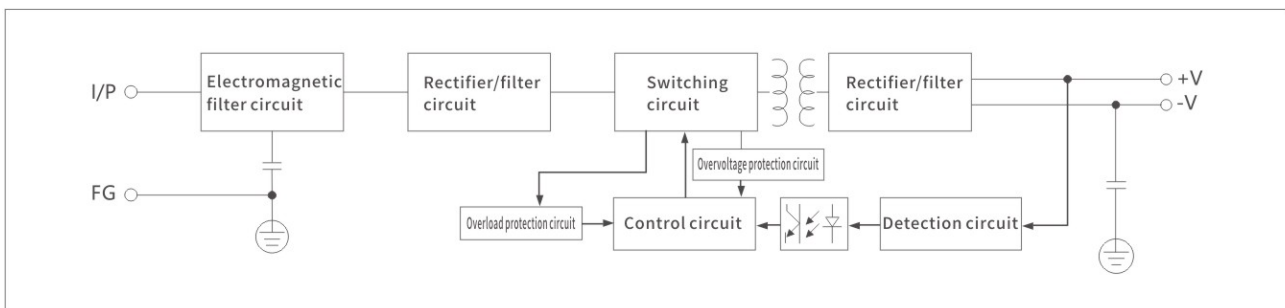 I/P
Electromagnetic
filter circuit
Rectifier/filter
circuit
Switching
circuit
Rectifier/filter
circuit
+V
-V
Overvoltage protection circuit
FG
Overload protection circuit
Control circuit
Detection circuit